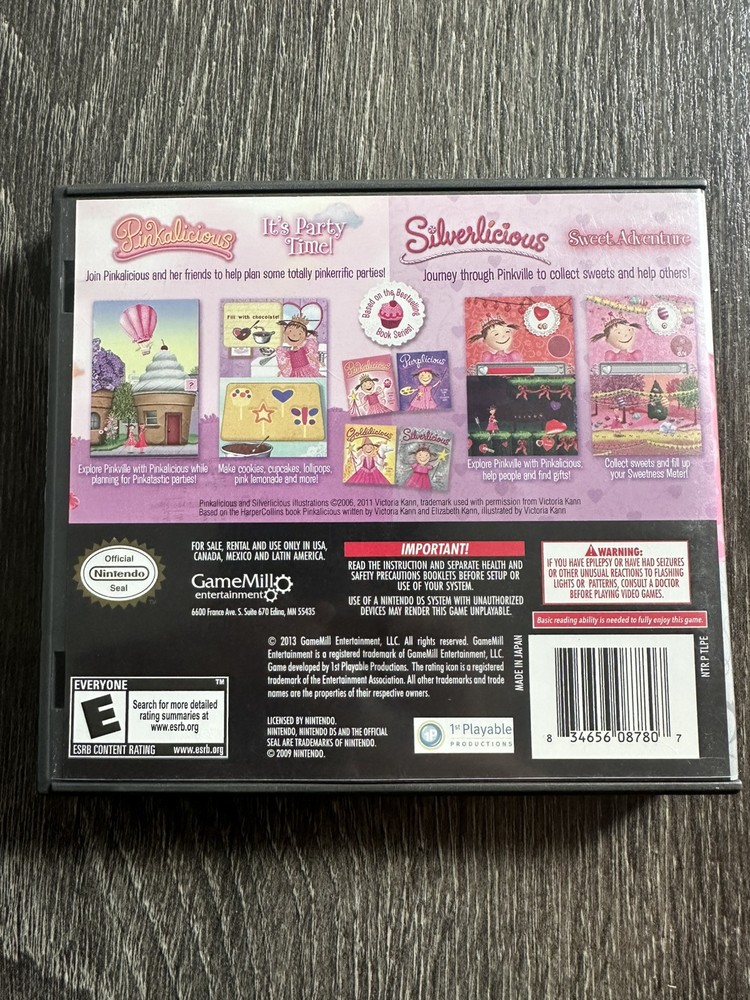 Pinkalicious
It's Party
Time!
Silverlicious
Sweet Adventure
Join Pinkalicious and her friends to help plan some totally pinkerrific parties!
Journey through Pinkville to collect sweets and help others!
Based on the Bestselling
Book Series!
Fill with chocolate!
?
Pinkalicious
Purplicious
Goldilicious
Silverlicious
Explore Pinkville with Pinkalicious while
planning for Pinkatastic parties!
Make cookies, cupcakes, lollipops,
pink lemonade and more!
Explore Pinkville with Pinkalicious,
help people and find gifts!
Collect sweets and fill up
your Sweetness Meter!
Pinkalicious and Silverlicious illustrations ©2006, 2011 Victoria Kann, trademark used with permission from Victoria Kann
Based on the HarperCollins book Pinkalicious written by Victoria Kann and Elizabeth Kann, illustrated by Victoria Kann
Official
Nintendo
Seal
TM
FOR SALE, RENTAL AND USE ONLY IN USA,
CANADA, MEXICO AND LATIN AMERICA.
GameMill
entertainment
6600 France Ave. S. Suite 670 Edina, MN 55435
IMPORTANT!
READ THE INSTRUCTION AND SEPARATE HEALTH AND
SAFETY PRECAUTIONS BOOKLETS BEFORE SETUP OR
USE OF YOUR SYSTEM.
USE OF A NINTENDO DS SYSTEM WITH UNAUTHORIZED
DEVICES MAY RENDER THIS GAME UNPLAYABLE.
WARNING:
IF YOU HAVE EPILEPSY OR HAVE HAD SEIZURES
OR OTHER UNUSUAL REACTIONS TO FLASHING
LIGHTS OR PATTERNS, CONSULT A DOCTOR
BEFORE PLAYING VIDEO GAMES.
Basic reading ability is needed to fully enjoy this game.
© 2013 GameMill Entertainment, LLC. All rights reserved. GameMill
Entertainment is a registered trademark of GameMill Entertainment, LLC.
Game developed by 1st Playable Productions. The rating icon is a registered
trademark of the Entertainment Association. All other trademarks and trade
names are the properties of their respective owners.
MADE IN JAPAN
NTR P TLPE
EVERYONE
TM
E
Search for more detailed
rating summaries at
www.esrb.org
ESRB CONTENT RATING
www.esrb.org
LICENSED BY NINTENDO.
NINTENDO, NINTENDO DS AND THE OFFICIAL
SEAL ARE TRADEMARKS OF NINTENDO.
© 2009 NINTENDO.
1P
1st Playable
PRODUCTIONS
8 34656 08780 7